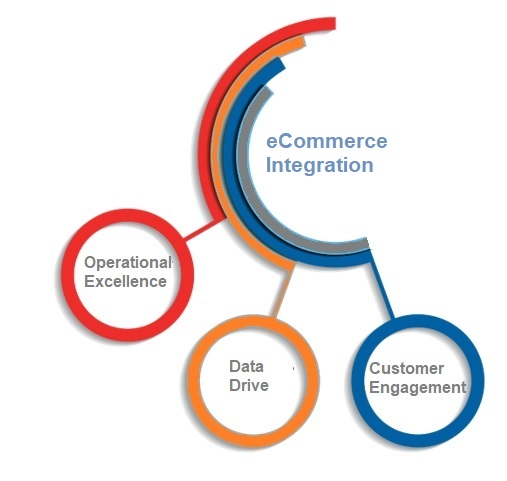 eCommerce
Integration
Operational
Excellence
Data
Drive
Customer
Engagement